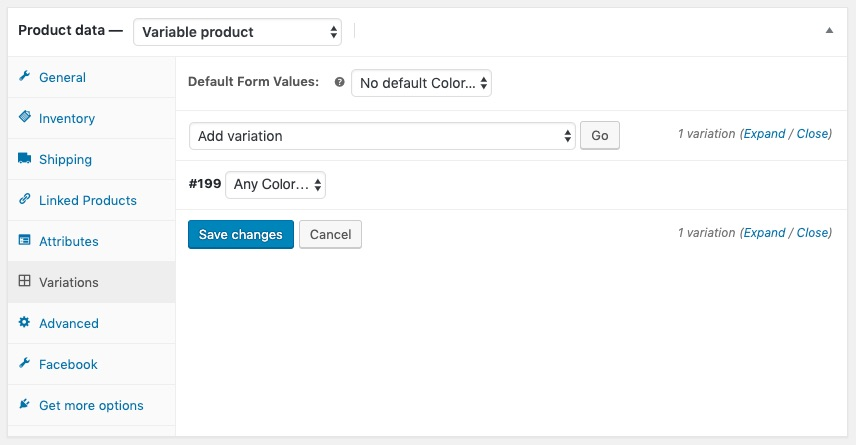 Product data — Variable product
General
Inventory
Shipping
Linked Products
Attributes
Variations
Advanced
Facebook
Get more options
Default Form Values: ? No default Color...
Add variation Go 1 variation (Expand / Close)
#199 Any Color...
Save changes Cancel 1 variation (Expand / Close)